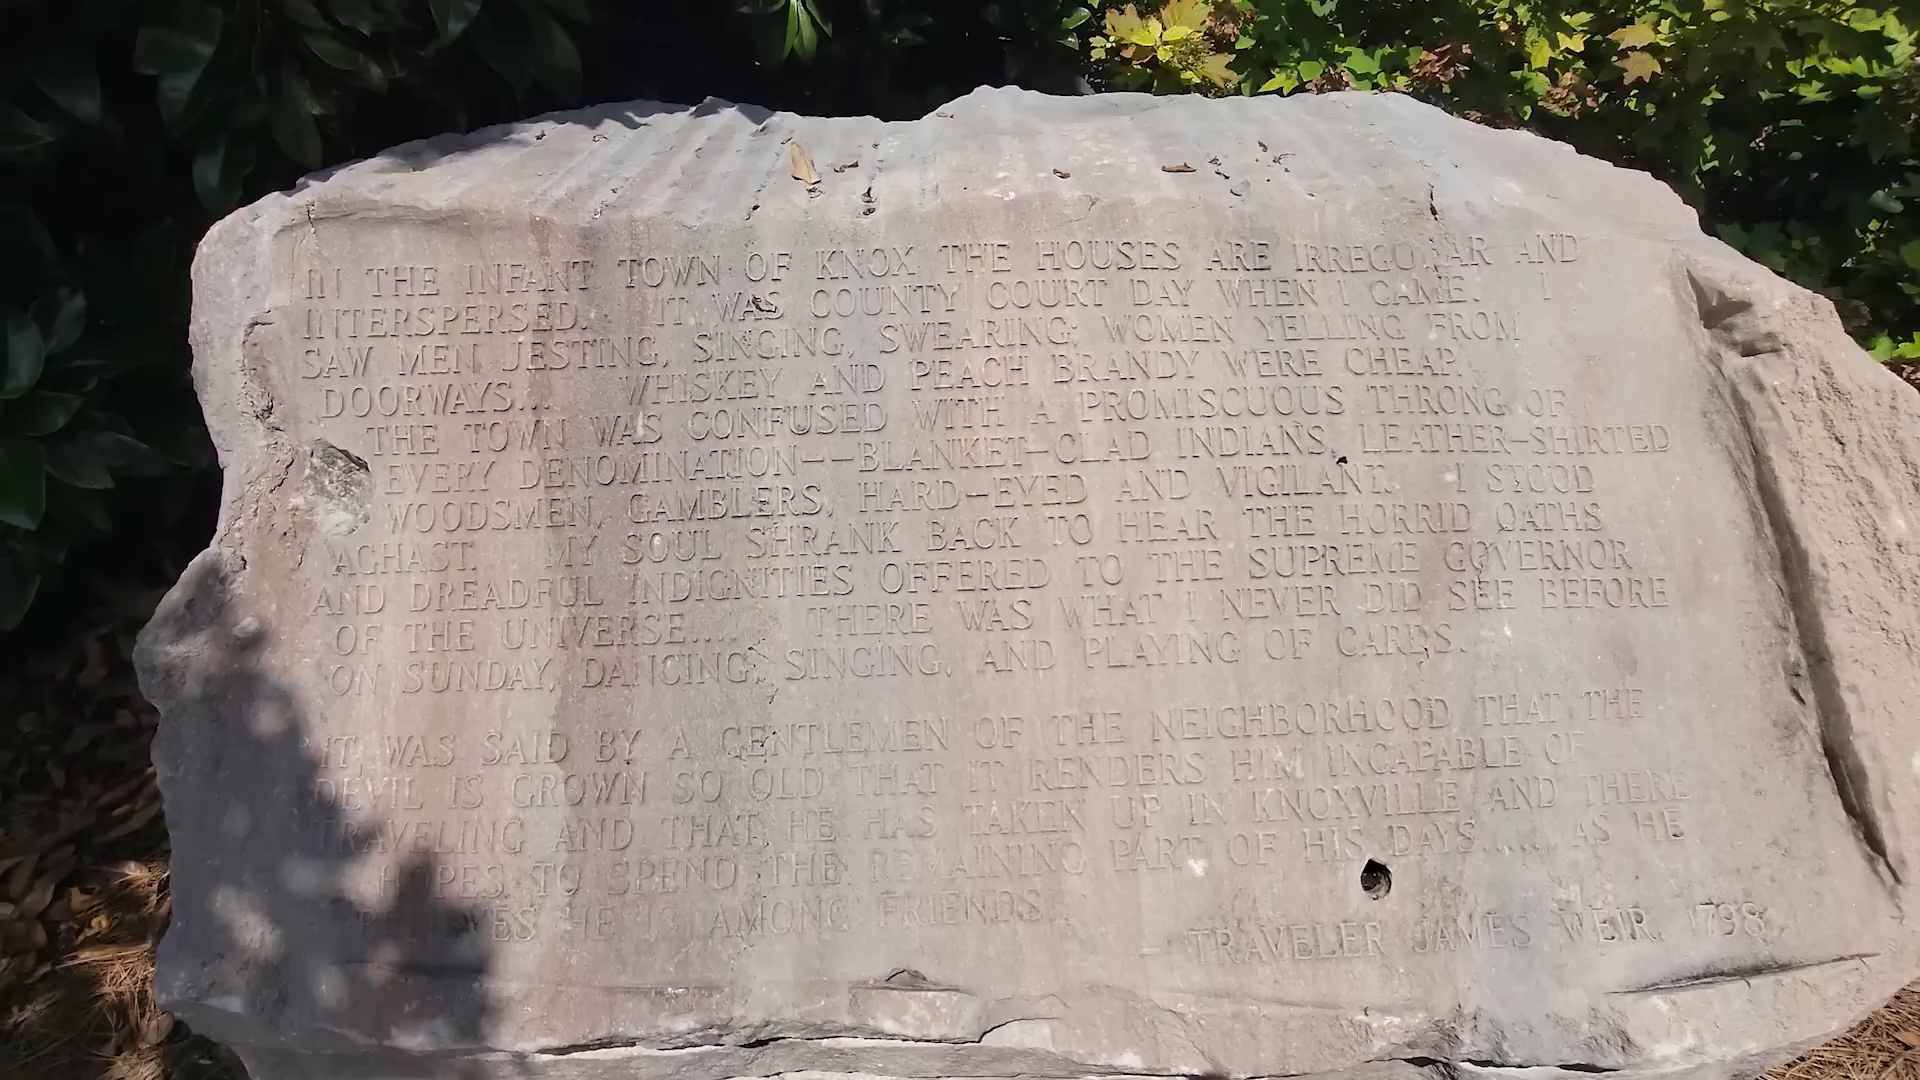 IN THE INFANT TOWN OF KNOX THE HOUSES ARE IRREGULAR AND
INTERSPERSED. IT WAS COUNTY COURT DAY WHEN I CAME. I
SAW MEN JESTING, SINGING, SWEARING; WOMEN YELLING FROM
DOORWAYS... WHISKEY AND PEACH BRANDY WERE CHEAP.
THE TOWN WAS CONFUSED WITH A PROMISCUOUS THRONG OF
EVERY DENOMINATION--BLANKET-CLAD INDIANS, LEATHER-SHIRTED
WOODSMEN, GAMBLERS, HARD-EYED AND VIGILANT. I STOOD
AGHAST. MY SOUL SHRANK BACK TO HEAR THE HORRID OATHS
AND DREADFUL INDIGNITIES OFFERED TO THE SUPREME GOVERNOR
OF THE UNIVERSE.... THERE WAS WHAT I NEVER DID SEE BEFORE
ON SUNDAY, DANCING, SINGING, AND PLAYING OF CARDS.
IT WAS SAID BY A GENTLEMEN OF THE NEIGHBORHOOD THAT THE
DEVIL IS GROWN SO OLD THAT IT RENDERS HIM INCAPABLE OF
TRAVELING AND THAT HE HAS TAKEN UP IN KNOXVILLE AND THERE
HOPES TO SPEND THE REMAINING PART OF HIS DAYS..... AS HE
BELIEVES HE IS AMONG FRIENDS.
- TRAVELER JAMES WEIR, 1798